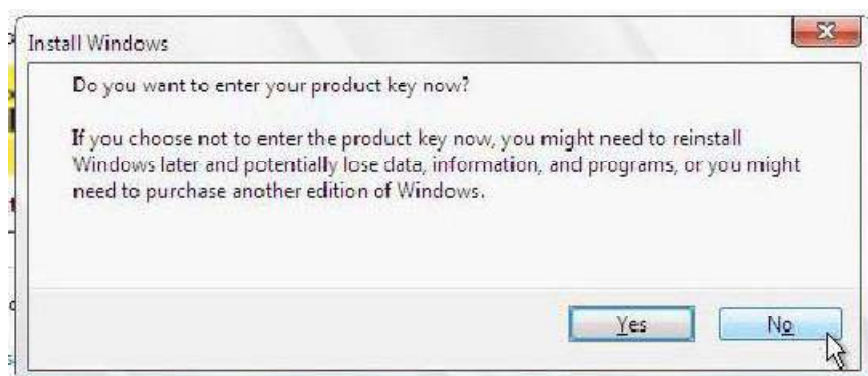 Install Windows
Do you want to enter your product key now?
If you choose not to enter the product key now, you might need to reinstall
Windows later and potentially lose data, information, and programs, or you might
need to purchase another edition of Windows.
Yes
No